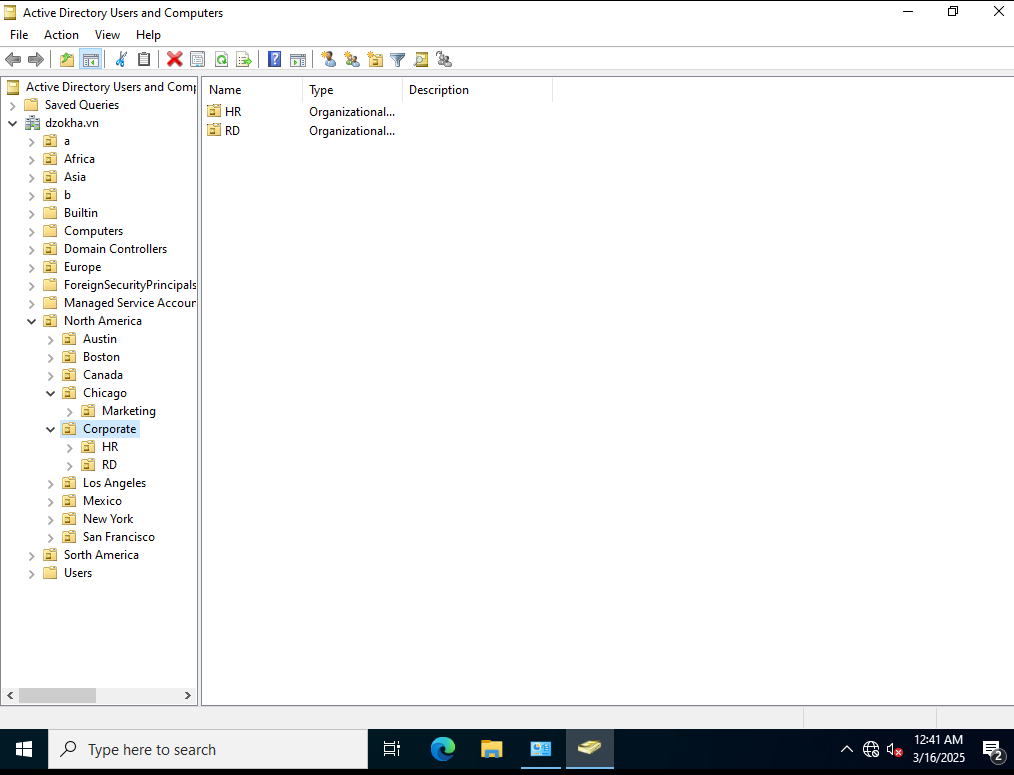 Active Directory Users and Computers
File Action View Help
Active Directory Users and Comp
Saved Queries
dzokha.vn
a
Africa
Asia
b
Builtin
Computers
Domain Controllers
Europe
ForeignSecurityPrincipals
Managed Service Accour
North America
Austin
Boston
Canada
Chicago
Marketing
Corporate
HR
RD
Los Angeles
Mexico
New York
San Francisco
Sorth America
Users
Name Type Description
HR Organizational...
RD Organizational...
Type here to search
12:41 AM
3/16/2025
2